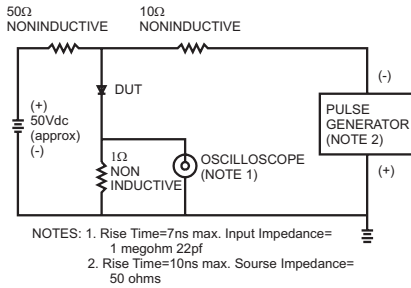 50Ω
NONINDUCTIVE
10Ω
NONINDUCTIVE
(+)
50Vdc
(approx)
(-)
DUT
1Ω
NON
INDUCTIVE
OSCILLOSCOPE
(NOTE 1)
(-)
PULSE
GENERATOR
(NOTE 2)
(+)
NOTES: 1. Rise Time=7ns max. Input Impedance=
1 megohm 22pf
2. Rise Time=10ns max. Sourse Impedance=
50 ohms